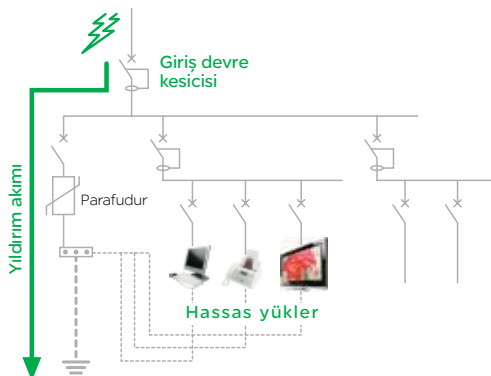 Giriş devre
kesicisi
Yıldırım akımı
Parafudur
Hassas yükler